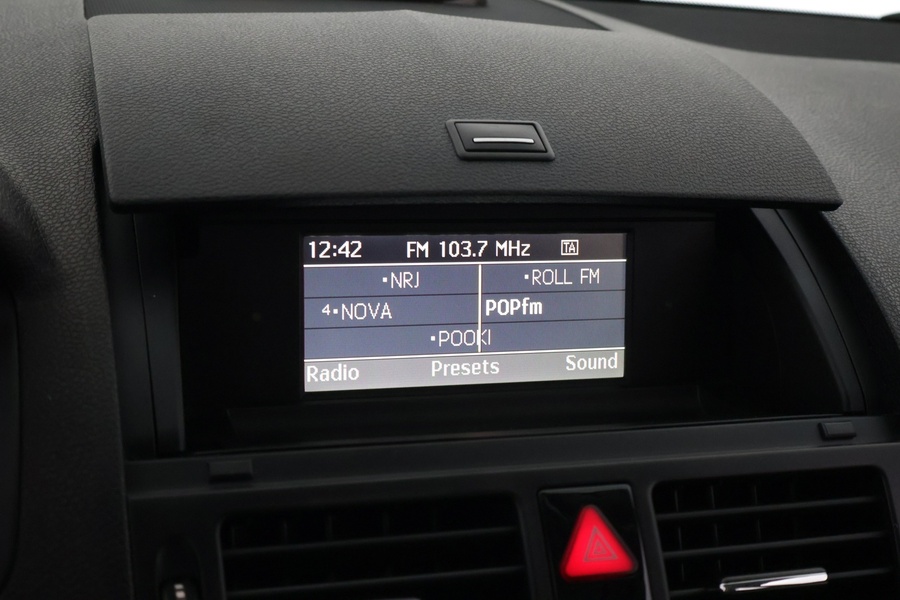 12:42 FM 103.7 MHz TA
▪NRJ ▪ROLL FM
4▪NOVA POPfm
▪POOKI
Radio Presets Sound